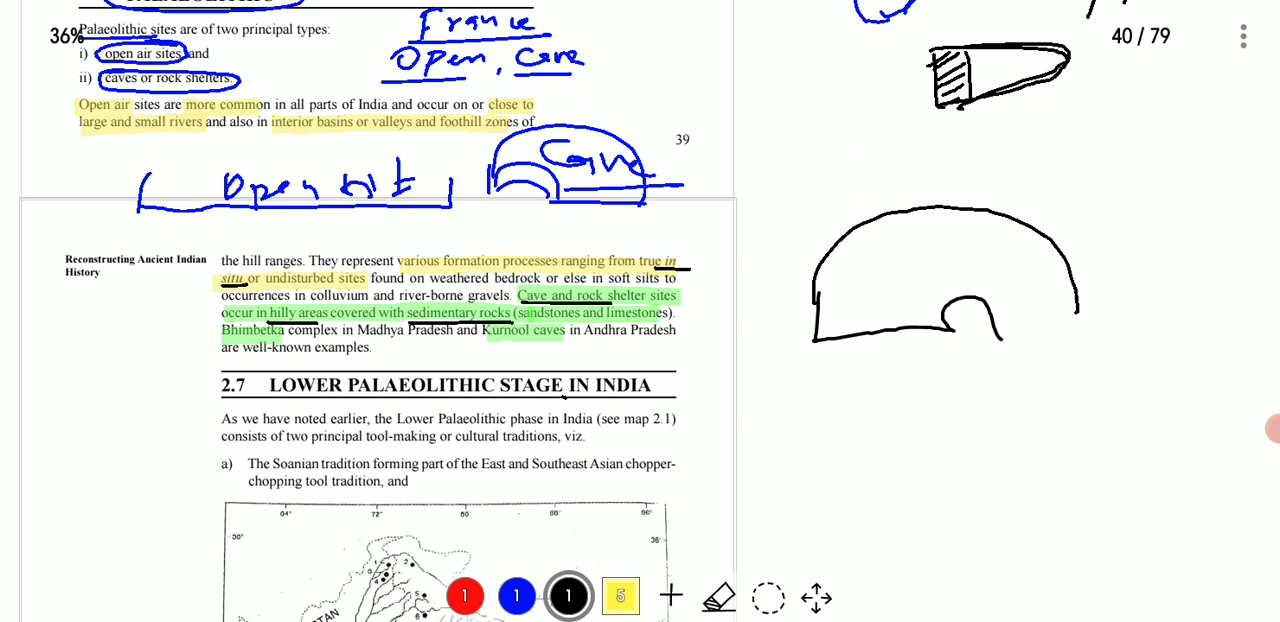 36%
Palaeolithic sites are of two principal types:
i) open air sites and
ii) caves or rock shelters.
France
Open, Cave
40 / 79
Open air sites are more common in all parts of India and occur on or close to
large and small rivers and also in interior basins or valleys and foothill zones of
39
Open
Cave
Reconstructing Ancient Indian
History
the hill ranges. They represent various formation processes ranging from true in
situ or undisturbed sites found on weathered bedrock or else in soft silts to
occurrences in colluvium and river-borne gravels. Cave and rock shelter sites
occur in hilly areas covered with sedimentary rocks (sandstones and limestones).
Bhimbetka complex in Madhya Pradesh and Kurnool caves in Andhra Pradesh
are well-known examples.
2.7 LOWER PALAEOLITHIC STAGE IN INDIA
As we have noted earlier, the Lower Palaeolithic phase in India (see map 2.1)
consists of two principal tool-making or cultural traditions, viz.
a) The Soanian tradition forming part of the East and Southeast Asian chopper-
chopping tool tradition, and
72° 80
36°
1 1 1 5